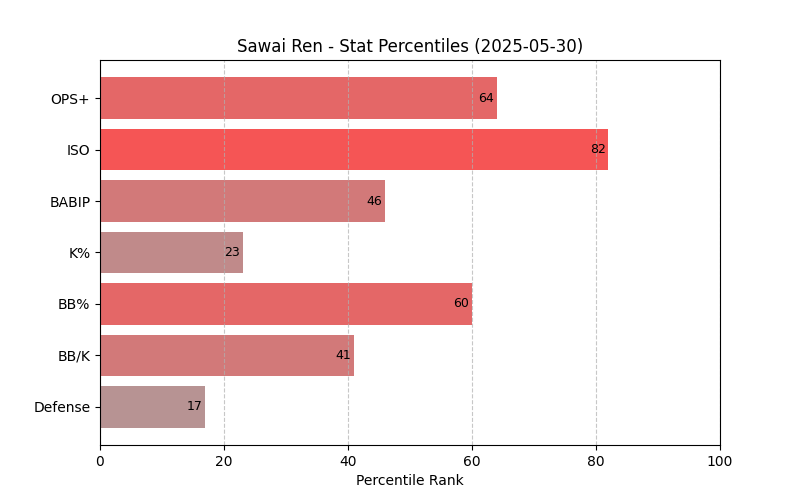 Sawai Ren - Stat Percentiles (2025-05-30)
OPS+ 64
ISO 82
BABIP 46
K% 23
BB% 60
BB/K 41
Defense 17
0 20 40 60 80 100
Percentile Rank